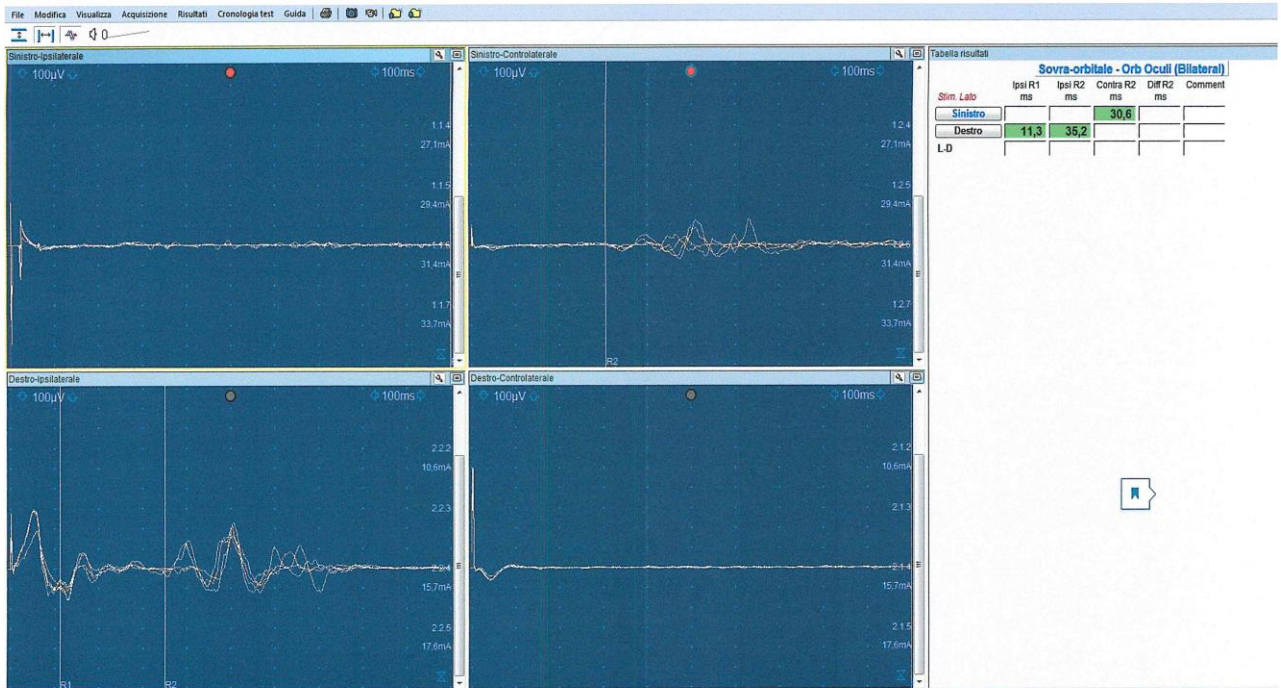 File Modifica Visualizza Acquisizione Risultati Cronologia test Guida
0
Sinistro-Ipsilaterale
100µV 100ms
1.1.4
27,1mA
1.1.5
29,4mA
31,4mA
1.1.7
33,7mA
Sinistro-Controlaterale
100µV 100ms
1.2.4
27,1mA
1.2.5
29,4mA
31,4mA
1.2.7
33,7mA
R2
Destro-Ipsilaterale
100µV 100ms
2.2.2
10,6mA
2.2.3
2.2.4
15,7mA
2.2.5
17,6mA
R1 R2
Destro-Controlaterale
100µV 100ms
2.1.2
10,6mA
2.1.3
2.1.4
15,7mA
2.1.5
17,6mA
Tabella risultati
Sovra-orbitale - Orb Oculi (Bilateral)
Ipsi R1 Ipsi R2 Contra R2 Diff R2 Comment
Stim. Lato ms ms ms ms
Sinistro 30,6
Destro 11,3 35,2
L-D